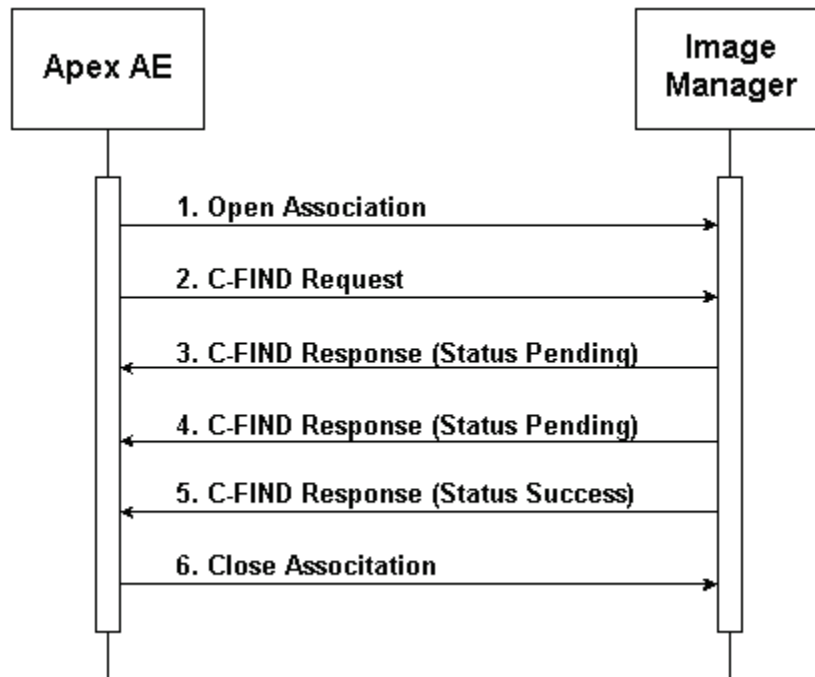 Apex AE
Image
Manager
1. Open Association
2. C-FIND Request
3. C-FIND Response (Status Pending)
4. C-FIND Response (Status Pending)
5. C-FIND Response (Status Success)
6. Close Associtation